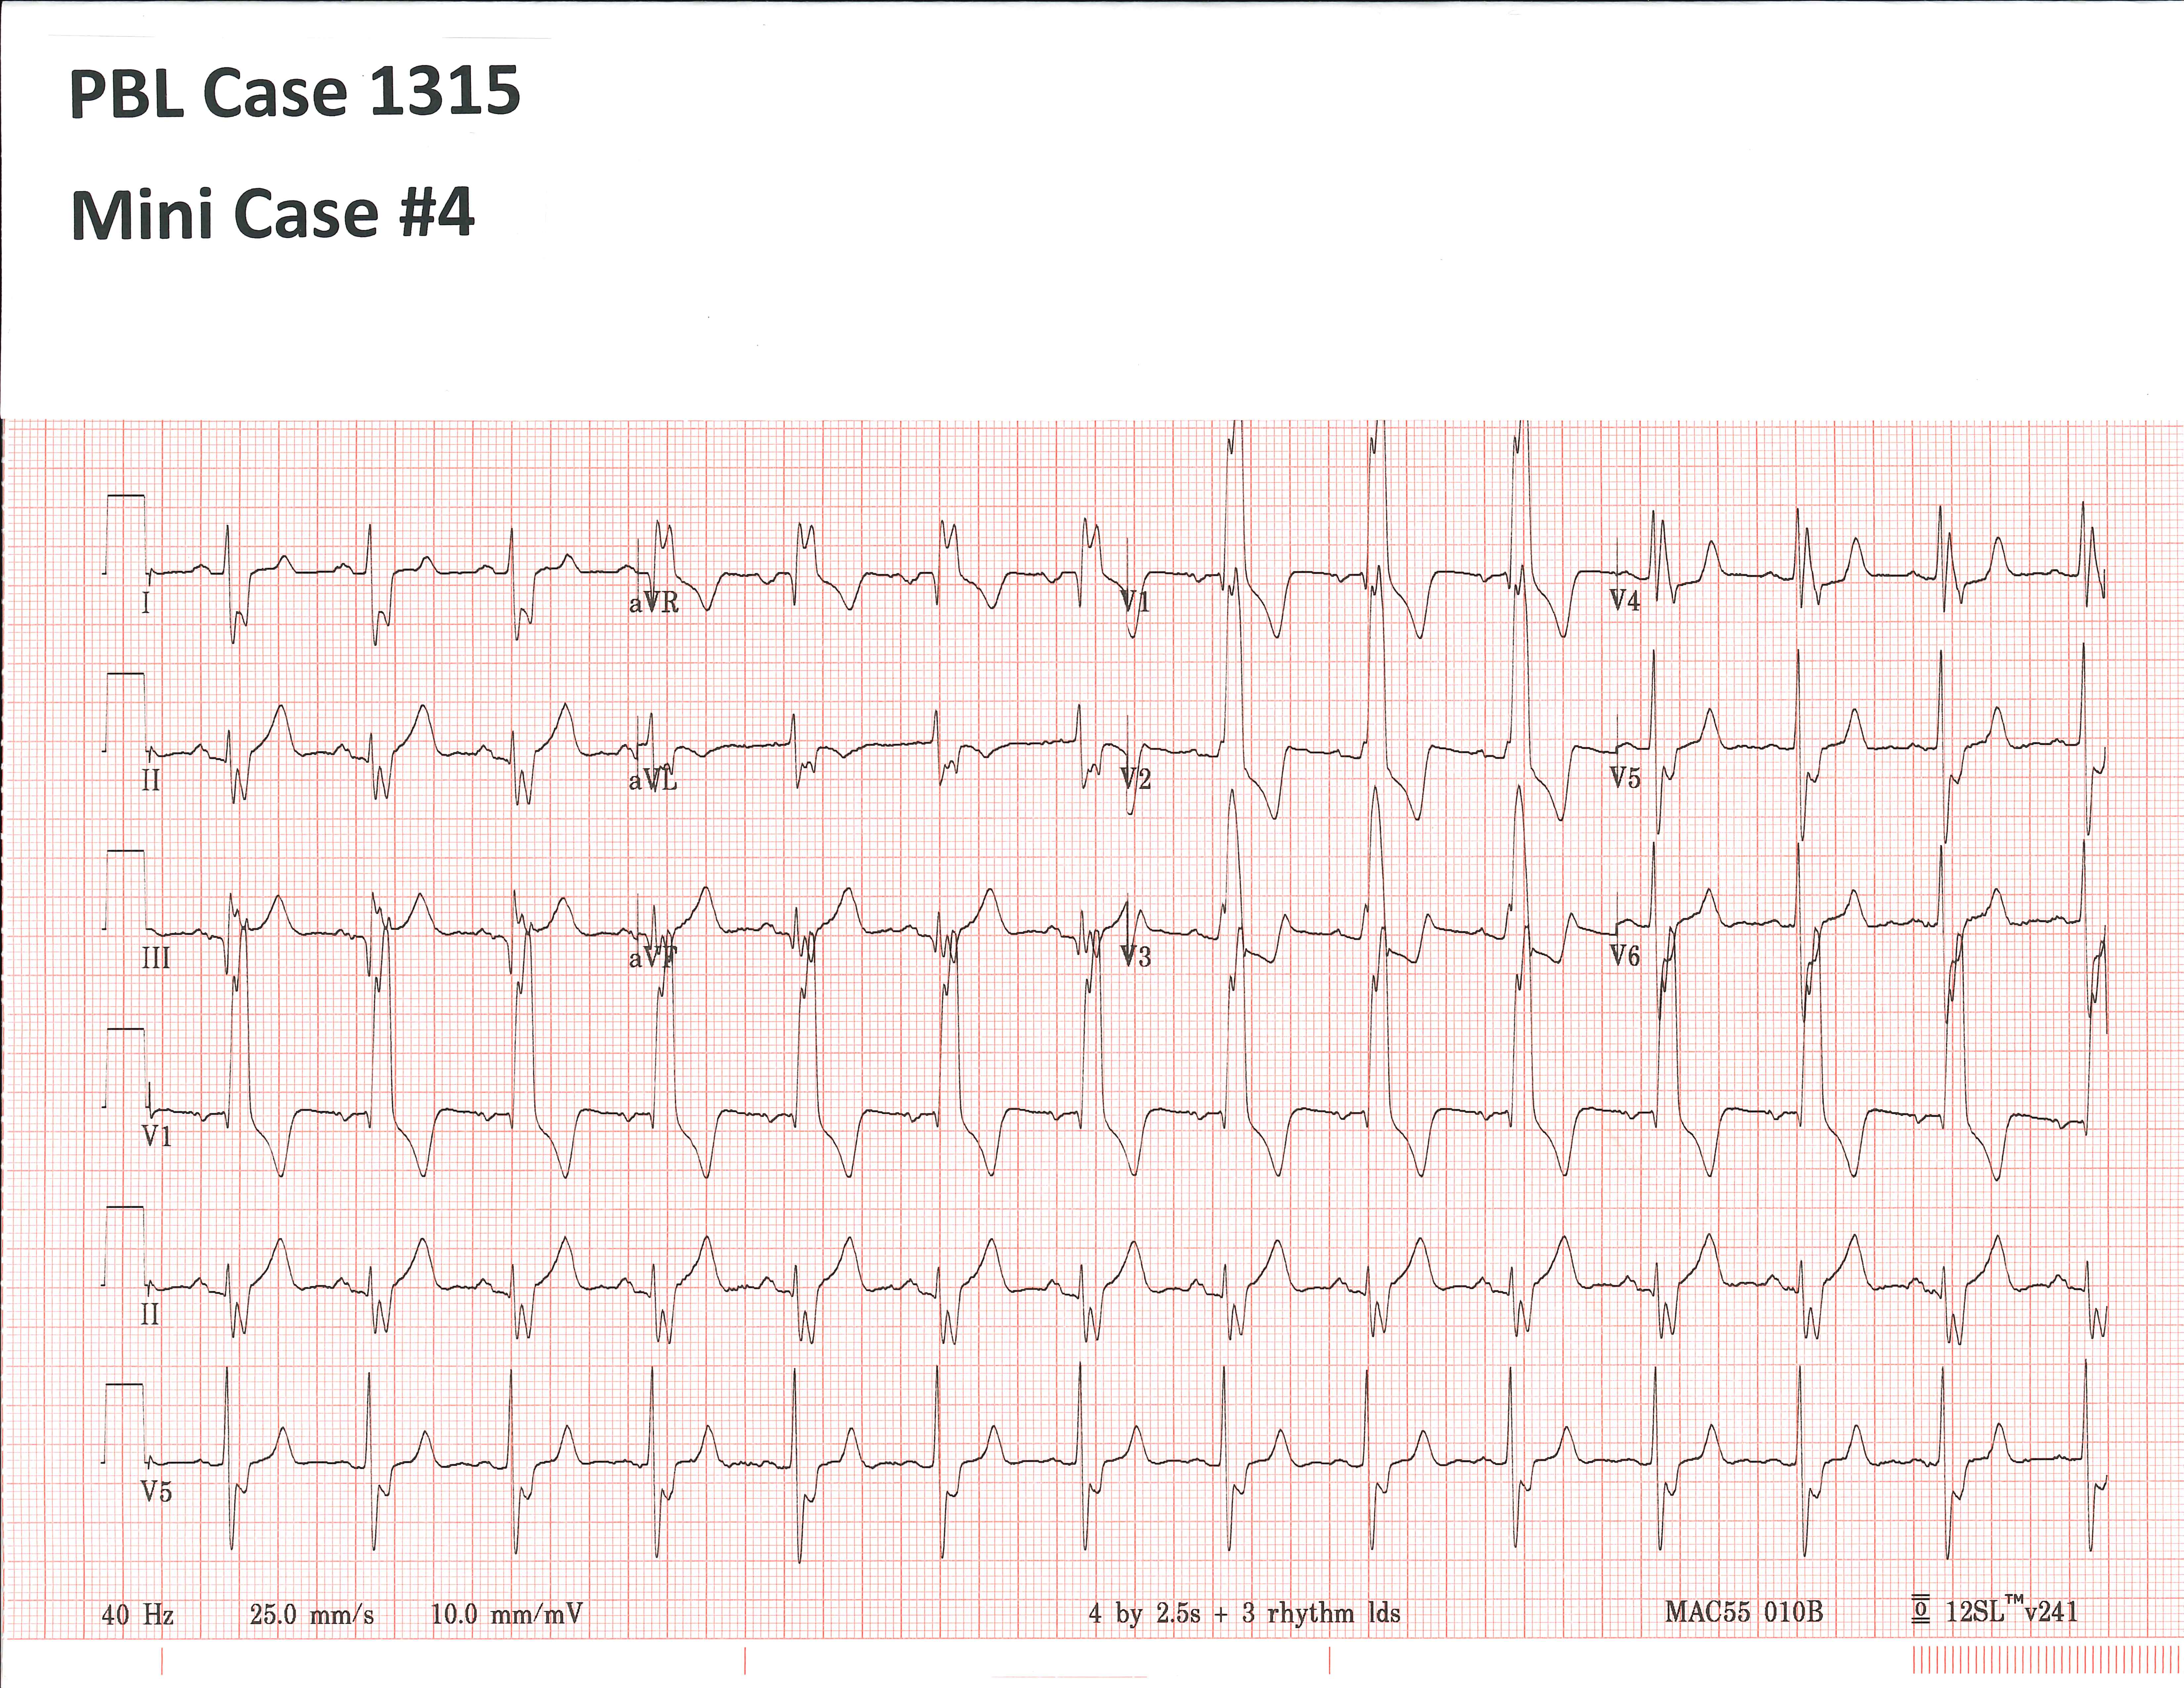 PBL Case 1315
Mini Case #4
I aVR V1 V4
II aVL V2 V5
III aVF V3 V6
V1
II
V5
40 Hz 25.0 mm/s 10.0 mm/mV 4 by 2.5s + 3 rhythm lds MAC55 010B 12SL™v241